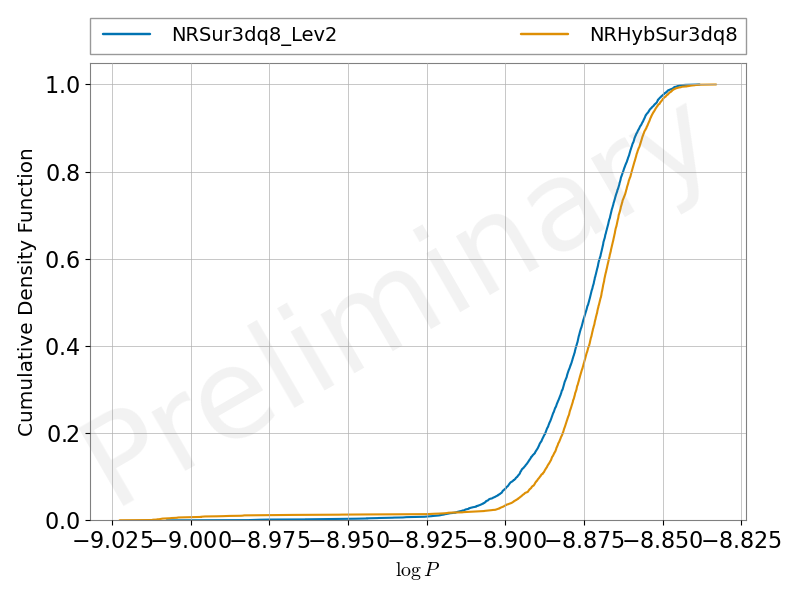 NRSur3dq8_Lev2 NRHybSur3dq8
Cumulative Density Function
1.0
0.8
0.6
0.4
0.2
0.0
−9.025 −9.000 −8.975 −8.950 −8.925 −8.900 −8.875 −8.850 −8.825
log P
Preliminary